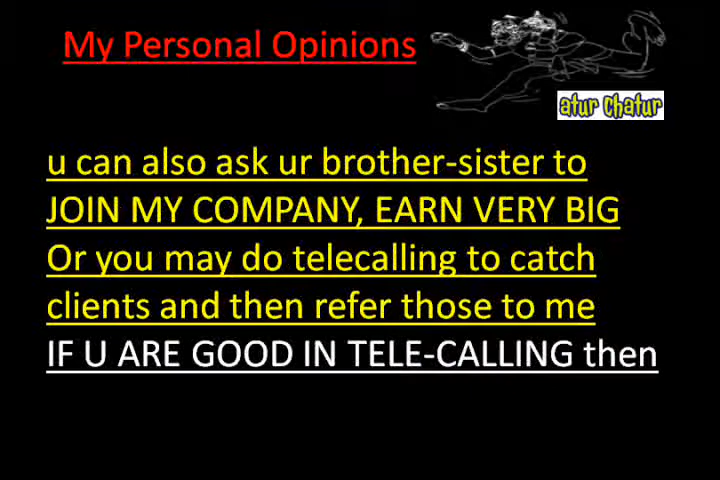 My Personal Opinions
atur chatur
u can also ask ur brother-sister to
JOIN MY COMPANY, EARN VERY BIG
Or you may do telecalling to catch
clients and then refer those to me
IF U ARE GOOD IN TELE-CALLING then